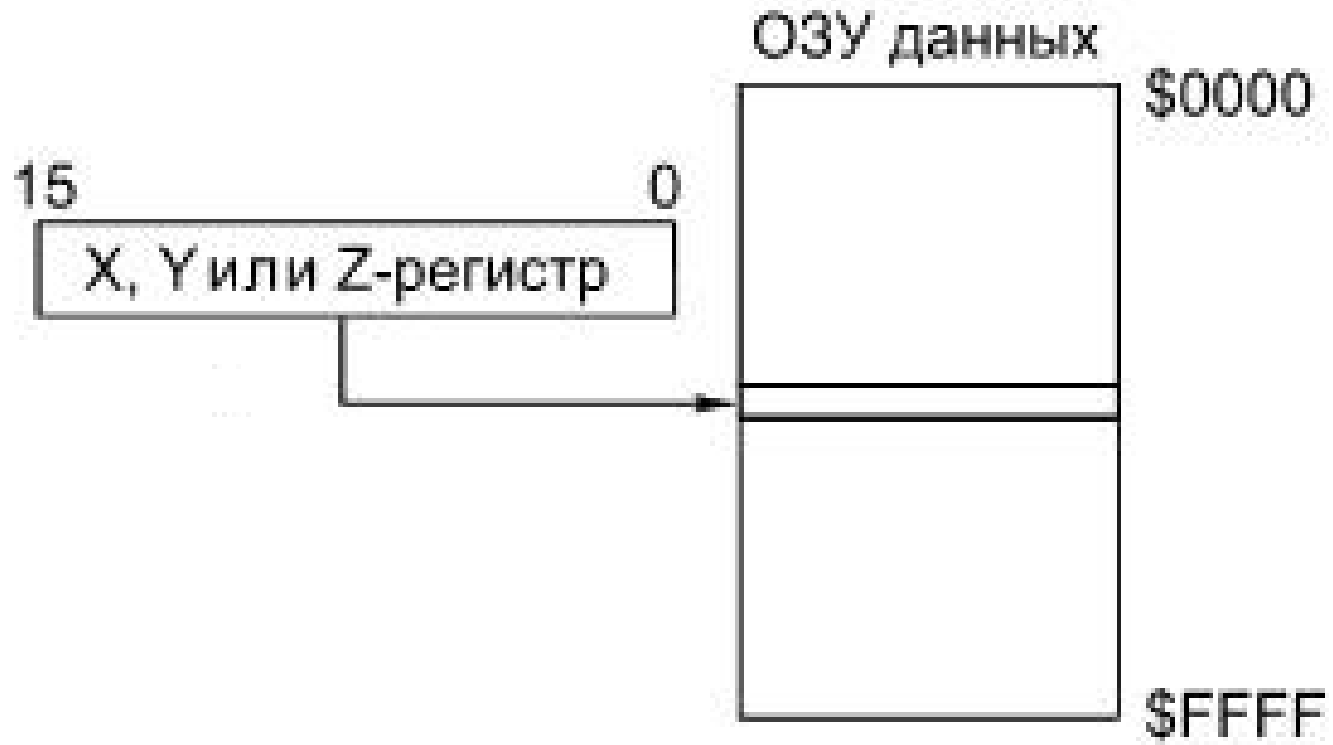 ОЗУ данных
$0000
15 0
X, Y или Z-регистр
$FFFF